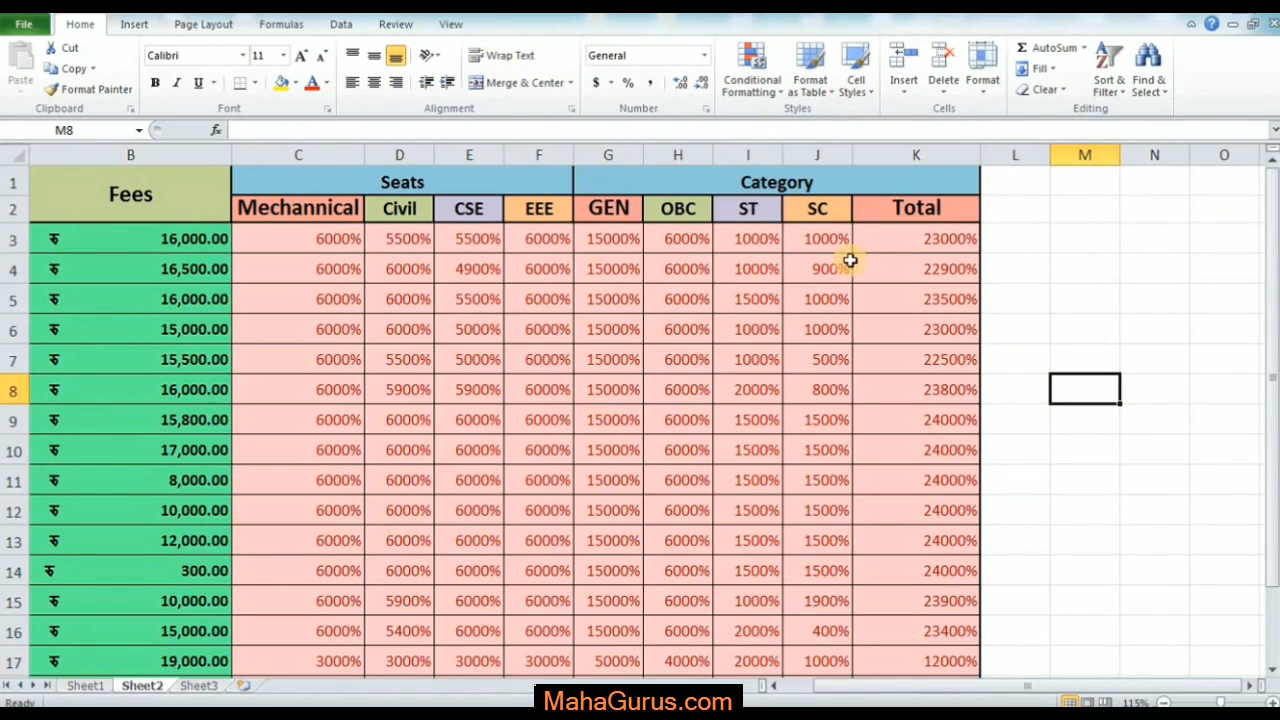 File Home Insert Page Layout Formulas Data Review View
Cut
Copy
Format Painter
Paste
Calibri 11
Wrap Text
Merge & Center
General
$ % ,
Conditional Formatting
Format as Table
Cell Styles
Insert Delete Format
AutoSum
Fill
Clear
Sort & Filter
Find & Select
Clipboard Font Alignment Number Styles Cells Editing
M8 fx
B C D E F G H I J K L M N O
1 Fees Seats Category
2 Mechannical Civil CSE EEE GEN OBC ST SC Total
3 रु 16,000.00 6000% 5500% 5500% 6000% 15000% 6000% 1000% 1000% 23000%
4 रु 16,500.00 6000% 6000% 4900% 6000% 15000% 6000% 1000% 900% 22900%
5 रु 16,000.00 6000% 6000% 5500% 6000% 15000% 6000% 1500% 1000% 23500%
6 रु 15,000.00 6000% 6000% 5000% 6000% 15000% 6000% 1000% 1000% 23000%
7 रु 15,500.00 6000% 5500% 5000% 6000% 15000% 6000% 1000% 500% 22500%
8 रु 16,000.00 6000% 5900% 5900% 6000% 15000% 6000% 2000% 800% 23800%
9 रु 15,800.00 6000% 6000% 6000% 6000% 15000% 6000% 1500% 1500% 24000%
10 रु 17,000.00 6000% 6000% 6000% 6000% 15000% 6000% 1500% 1500% 24000%
11 रु 8,000.00 6000% 6000% 6000% 6000% 15000% 6000% 1500% 1500% 24000%
12 रु 10,000.00 6000% 6000% 6000% 6000% 15000% 6000% 1500% 1500% 24000%
13 रु 12,000.00 6000% 6000% 6000% 6000% 15000% 6000% 1500% 1500% 24000%
14 रु 300.00 6000% 6000% 6000% 6000% 15000% 6000% 1500% 1500% 24000%
15 रु 10,000.00 6000% 5900% 6000% 6000% 15000% 6000% 1000% 1900% 23900%
16 रु 15,000.00 6000% 5400% 6000% 6000% 15000% 6000% 2000% 400% 23400%
17 रु 19,000.00 3000% 3000% 3000% 3000% 5000% 4000% 2000% 1000% 12000%
Sheet1 Sheet2 Sheet3
Ready 115%
MahaGurus.com